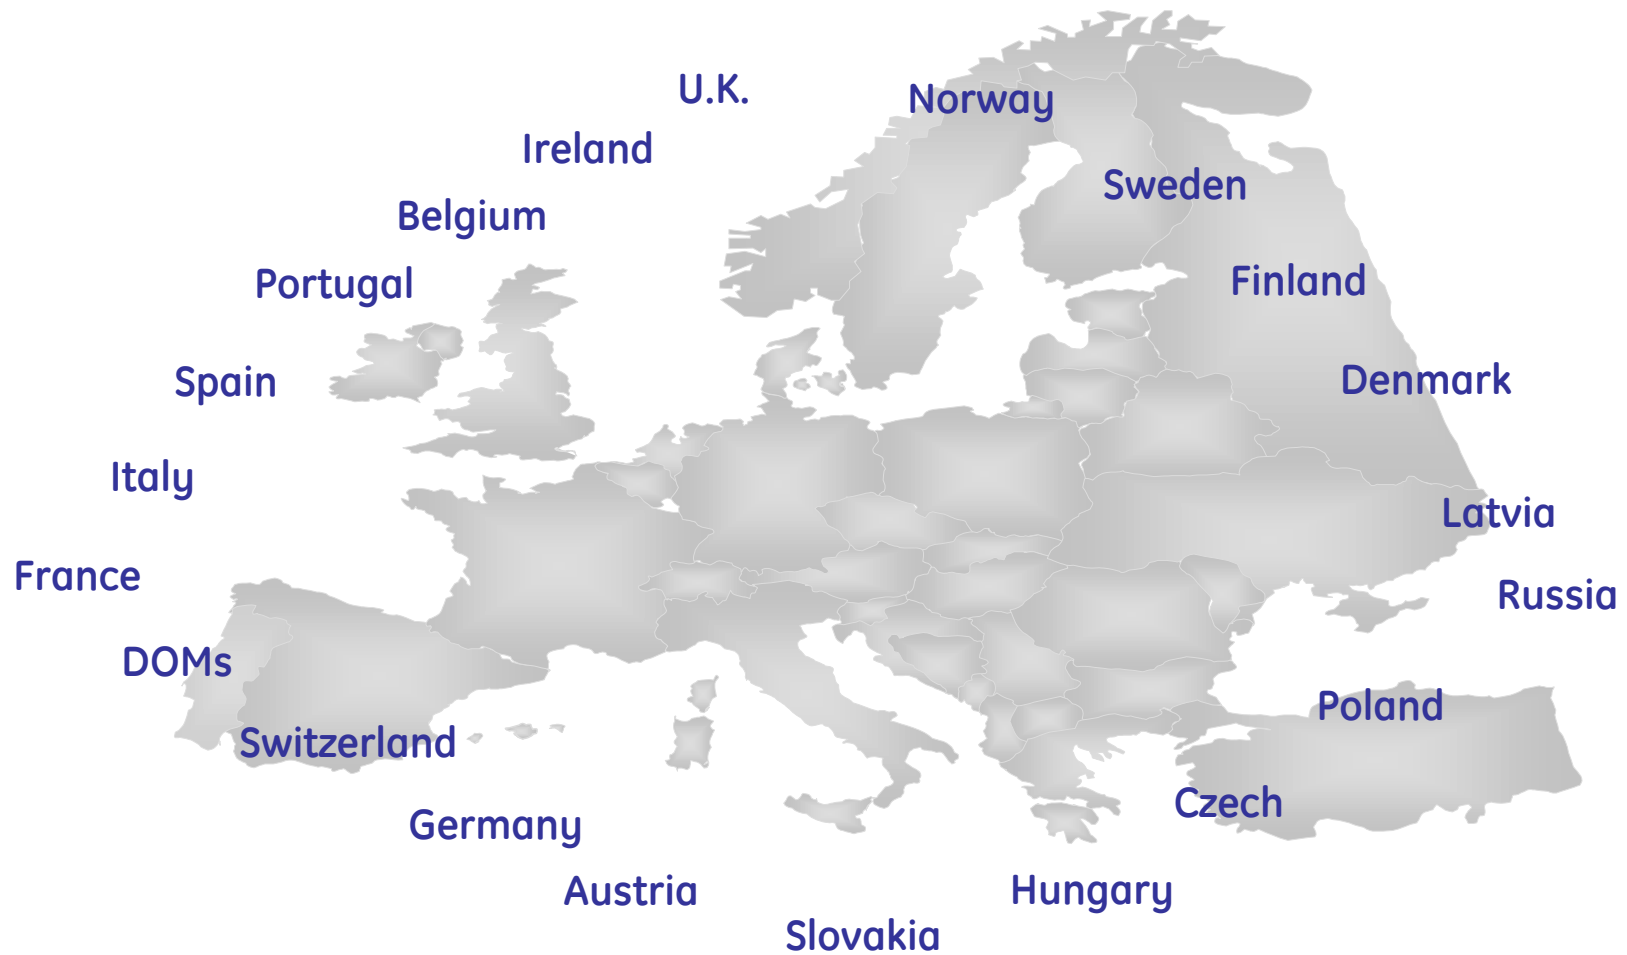 U.K.
Norway
Ireland
Sweden
Belgium
Portugal
Finland
Spain
Denmark
Italy
Latvia
France
Russia
DOMs
Poland
Switzerland
Czech
Germany
Austria
Hungary
Slovakia